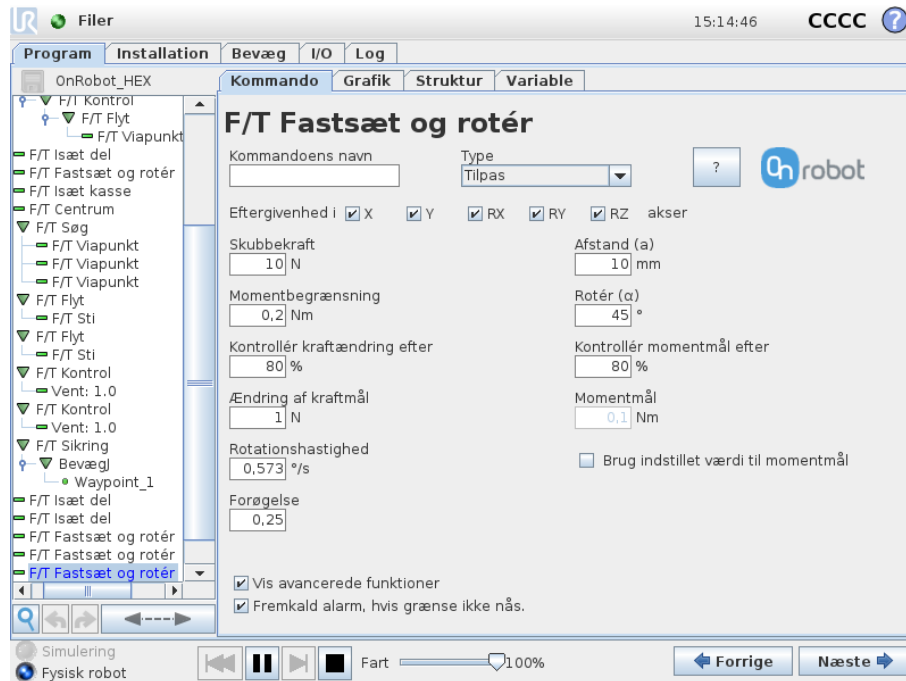 Filer 15:14:46 CCCC ?
Program Installation Bevæg I/O Log
OnRobot_HEX Kommando Grafik Struktur Variable
F/T Kontrol
F/T Flyt
F/T Viapunkt
F/T Isæt del
F/T Fastsæt og rotér
F/T Isæt kasse
F/T Centrum
F/T Søg
F/T Viapunkt
F/T Viapunkt
F/T Viapunkt
F/T Flyt
F/T Sti
F/T Flyt
F/T Sti
F/T Kontrol
Vent: 1.0
F/T Kontrol
Vent: 1.0
F/T Sikring
BevægJ
Waypoint_1
F/T Isæt del
F/T Isæt del
F/T Fastsæt og rotér
F/T Fastsæt og rotér
F/T Fastsæt og rotér
F/T Fastsæt og rotér
Kommandoens navn Type
Tilpas ? On robot
Eftergivenhed i X Y RX RY RZ akser
Skubbekraft Afstand (a)
10 N 10 mm
Momentbegrænsning Rotér (α)
0,2 Nm 45 °
Kontrollér kraftændring efter Kontrollér momentmål efter
80 % 80 %
Ændring af kraftmål Momentmål
1 N 0,1 Nm
Rotationshastighed
0,573 °/s Brug indstillet værdi til momentmål
Forøgelse
0,25
Vis avancerede funktioner
Fremkald alarm, hvis grænse ikke nås.
Simulering
Fysisk robot Fart 100% Forrige Næste